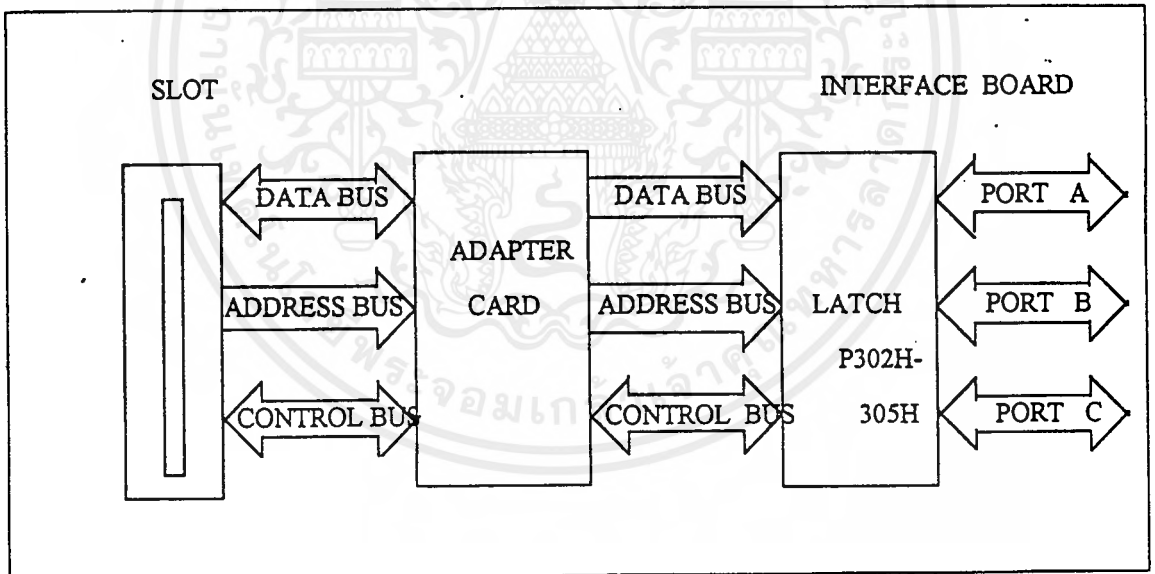 SLOT
INTERFACE BOARD
DATA BUS
DATA BUS
PORT A
ADAPTER
CARD
ADDRESS BUS
ADDRESS BUS
LATCH
PORT B
P302H-
305H
CONTROL BUS
CONTROL BUS
PORT C